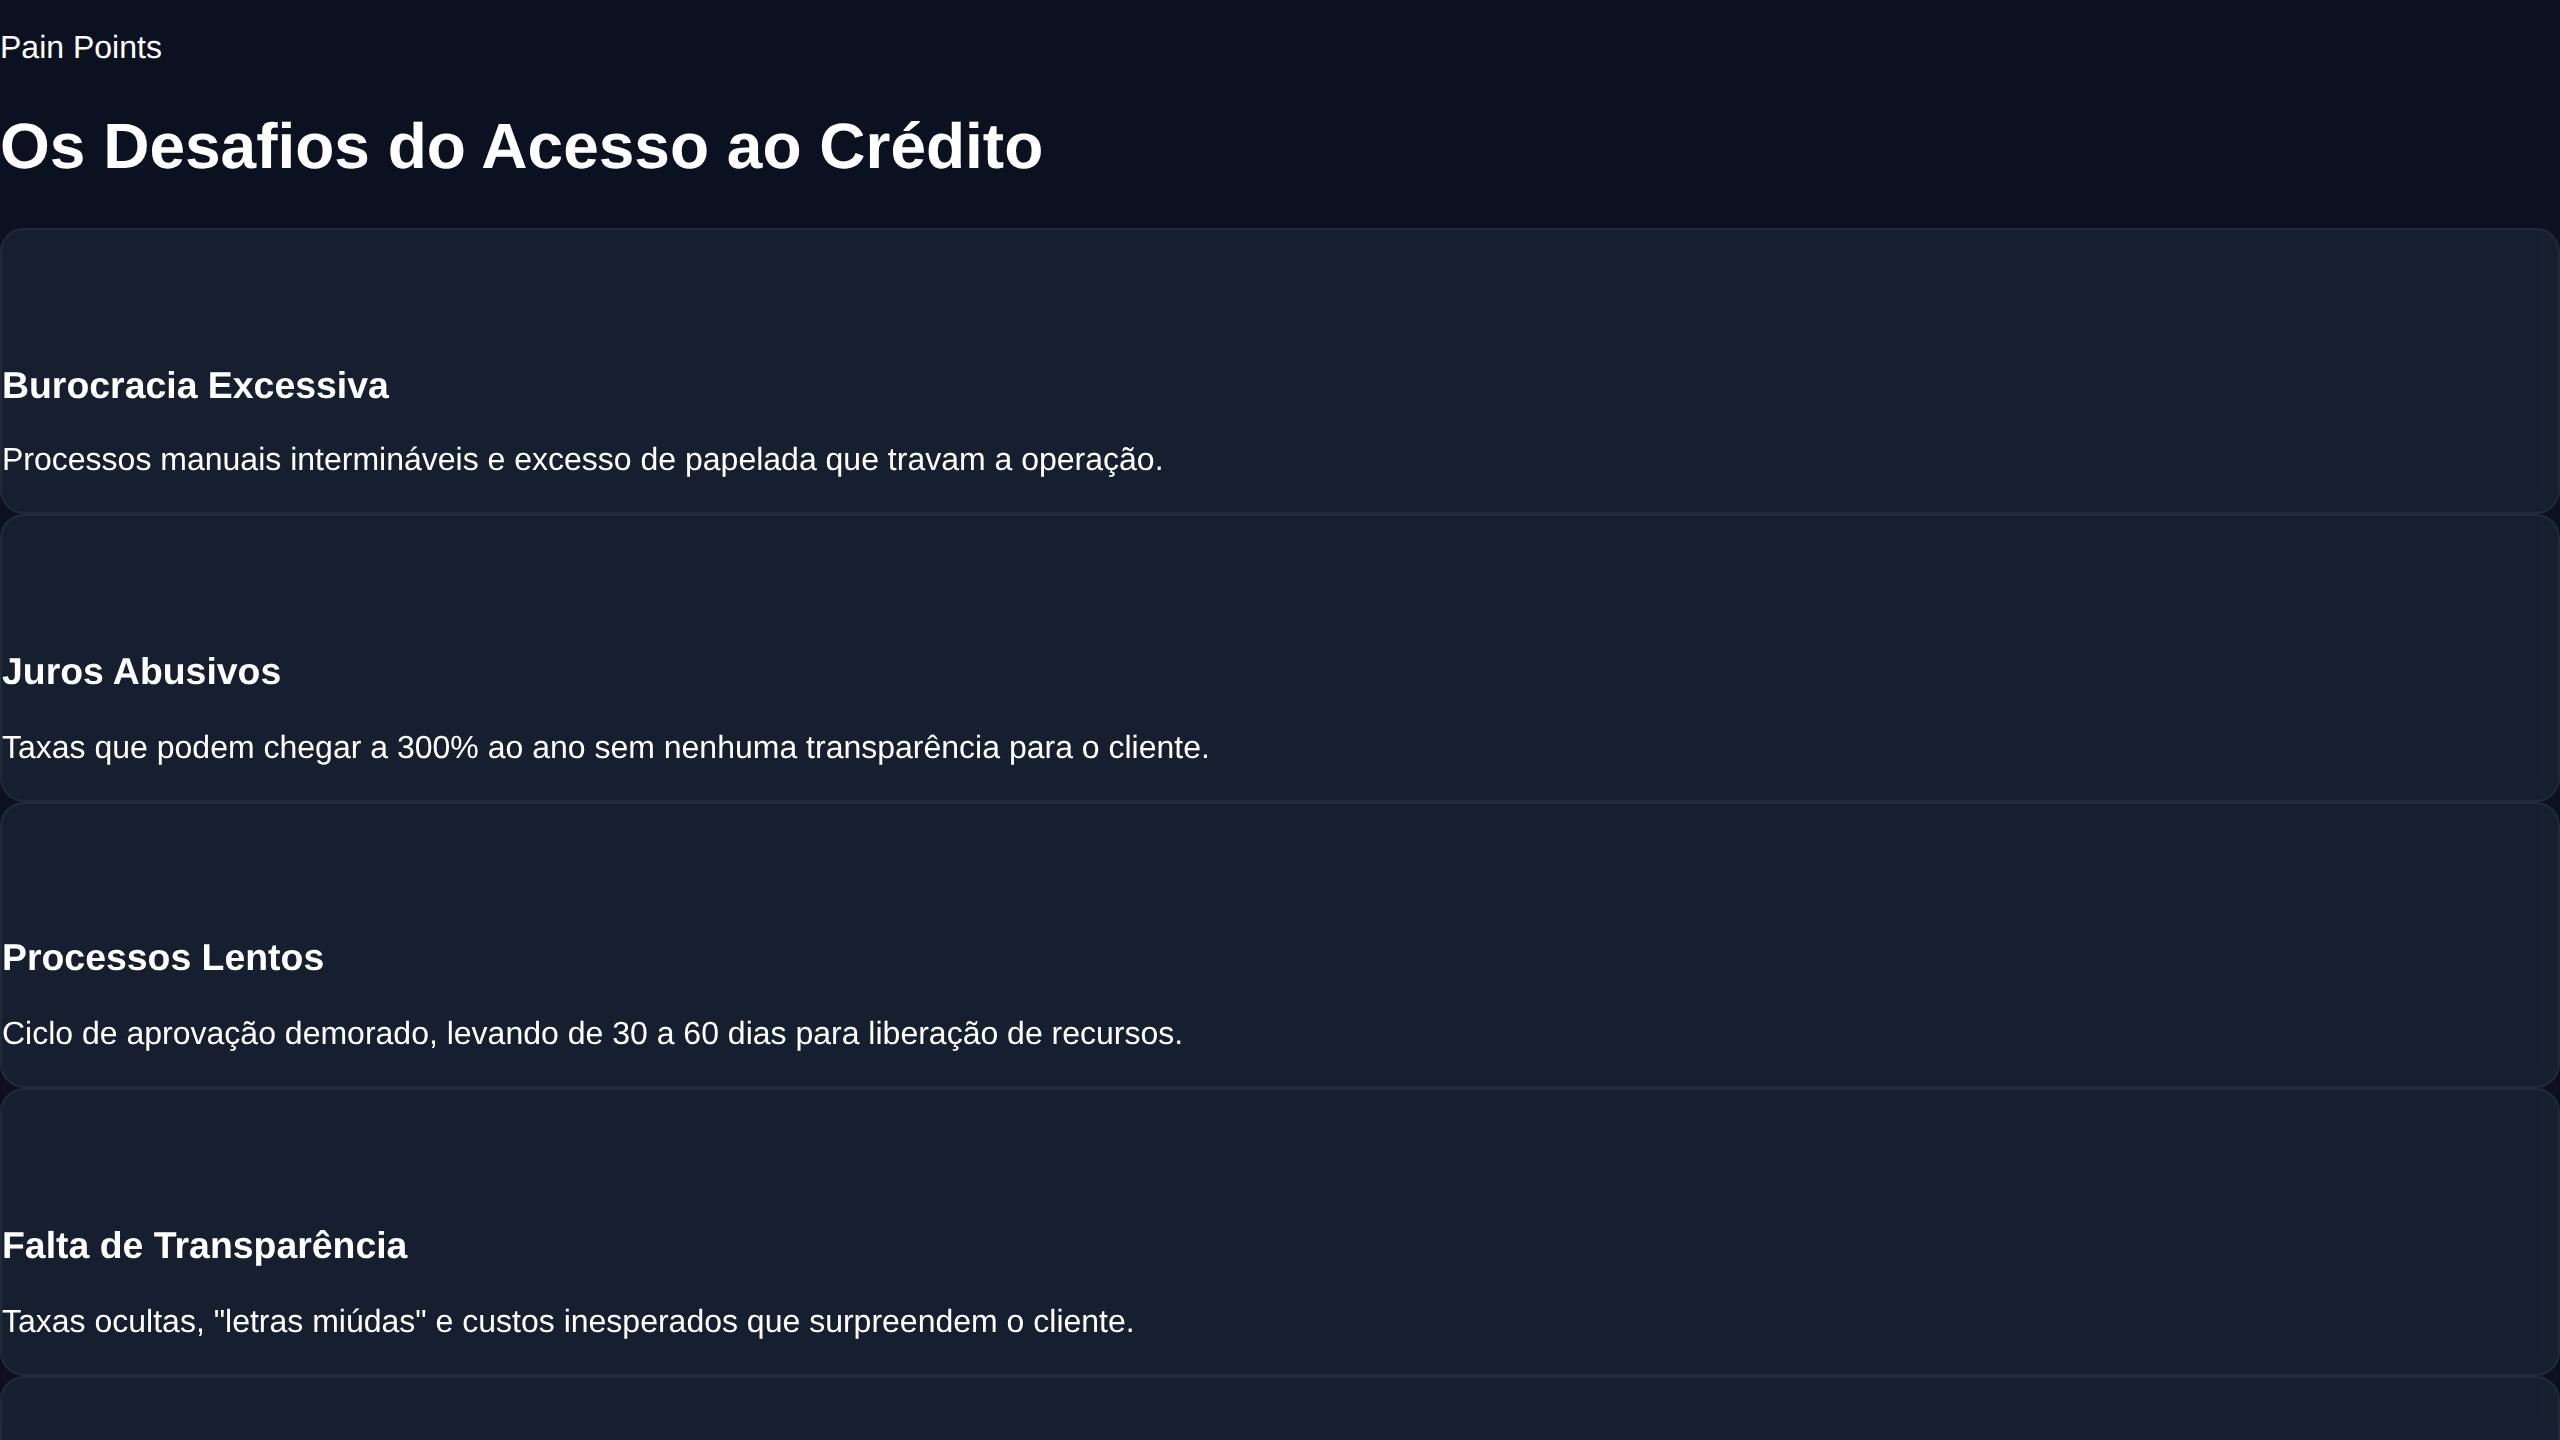 Pain Points
Os Desafios do Acesso ao Crédito
Burocracia Excessiva
Processos manuais intermináveis e excesso de papelada que travam a operação.
Juros Abusivos
Taxas que podem chegar a 300% ao ano sem nenhuma transparência para o cliente.
Processos Lentos
Ciclo de aprovação demorado, levando de 30 a 60 dias para liberação de recursos.
Falta de Transparência
Taxas ocultas, "letras miúdas" e custos inesperados que surpreendem o cliente.